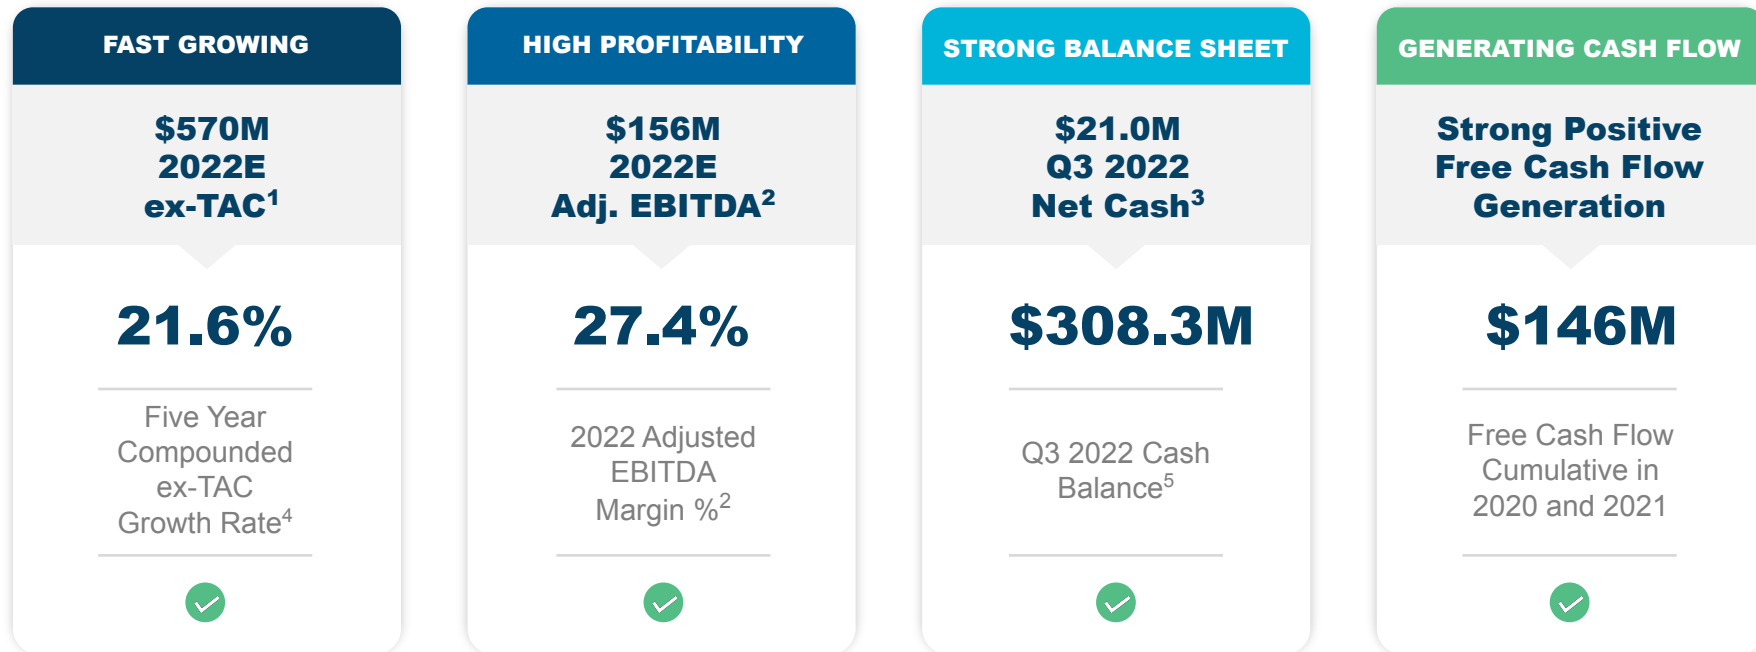 FAST GROWING
$570M
2022E
ex-TAC1
21.6%
Five Year
Compounded
ex-TAC
Growth Rate4
HIGH PROFITABILITY
$156M
2022E
Adj. EBITDA2
27.4%
2022 Adjusted
EBITDA
Margin %2
STRONG BALANCE SHEET
$21.0M
Q3 2022
Net Cash3
$308.3M
Q3 2022 Cash
Balance5
GENERATING CASH FLOW
Strong Positive
Free Cash Flow
Generation
$146M
Free Cash Flow
Cumulative in
2020 and 2021